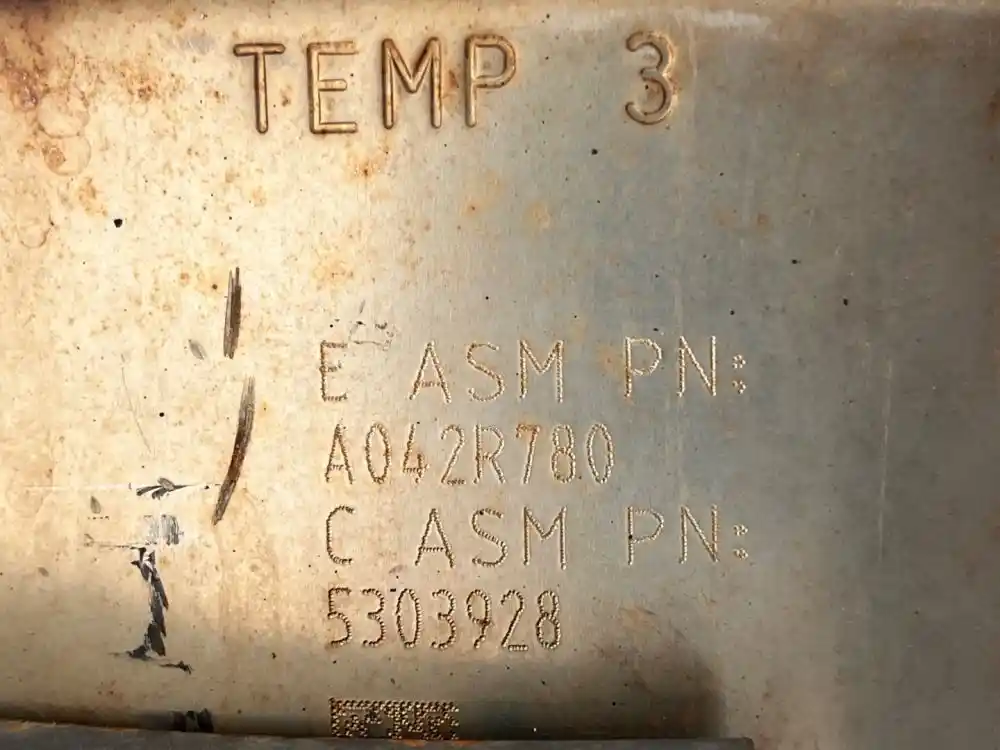 TEMP 3
E ASM PN:
A042R780
C ASM PN:
5303928